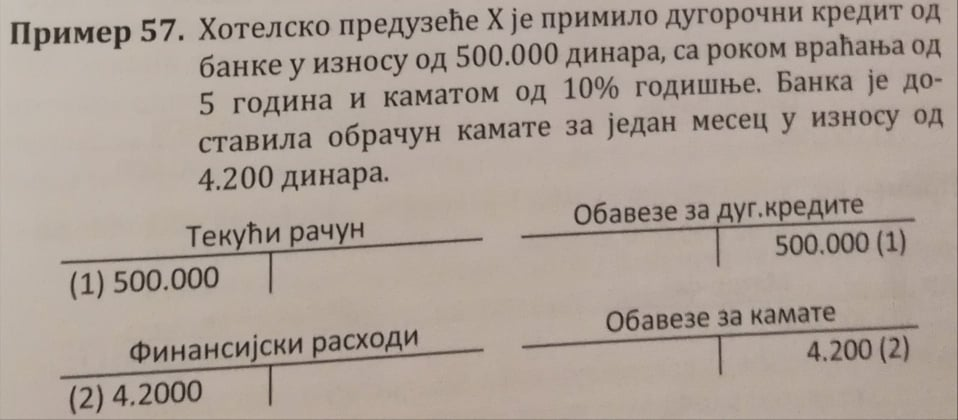 Пример 57. Хотелско предузеће X је примило дугорочни кредит од
банке у износу од 500.000 динара, са роком враћања од
5 година и каматом од 10% годишње. Банка је до-
ставила обрачун камате за један месец у износу од
4.200 динара.
Текући рачун
Обавезе за дуг.кредите
(1) 500.000
500.000 (1)
Финансијски расходи
Обавезе за камате
(2) 4.2000
4.200 (2)